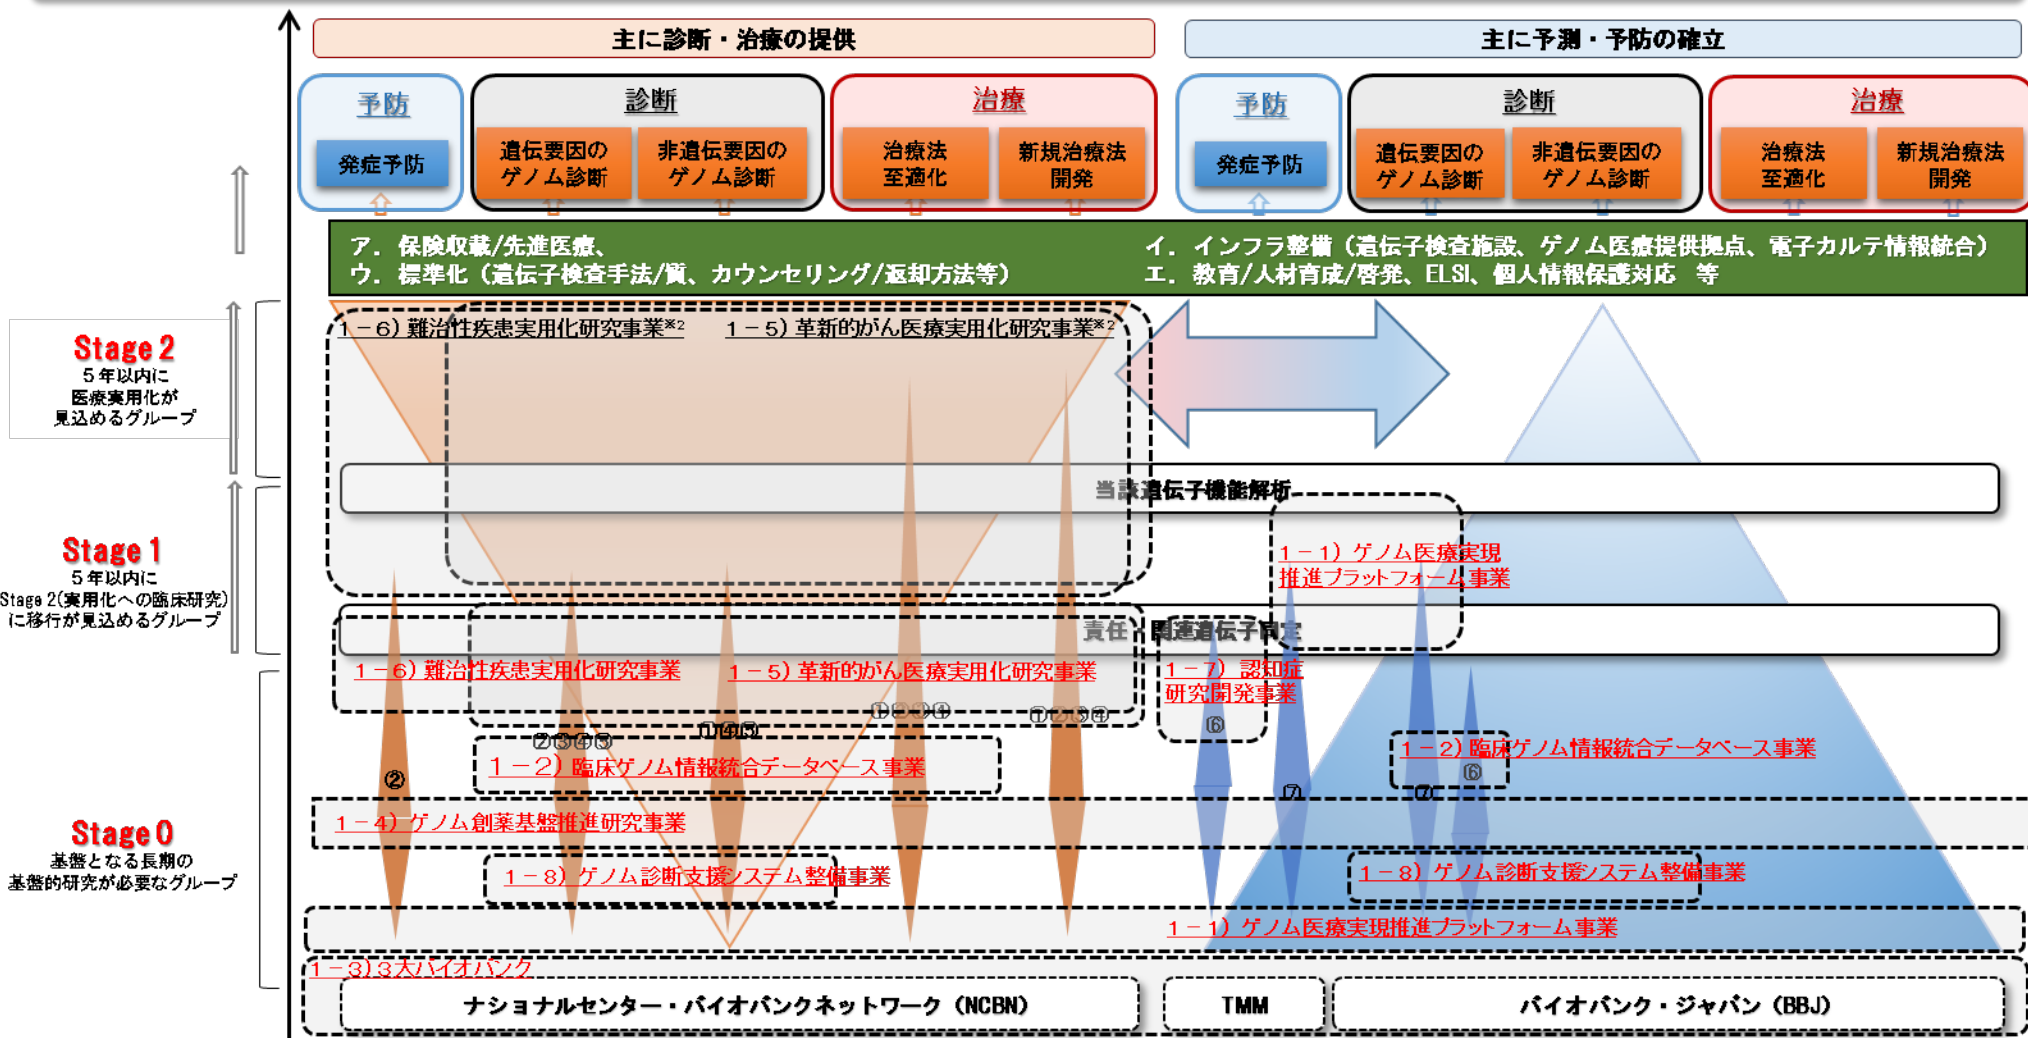 主に診断・治療の提供
主に予測・予防の確立
予防
診断
治療
予防
診断
治療
発症予防
遺伝要因の
ゲノム診断
非遺伝要因の
ゲノム診断
治療法
至適化
新規治療法
開発
発症予防
遺伝要因の
ゲノム診断
非遺伝要因の
ゲノム診断
治療法
至適化
新規治療法
開発
ア．保険収載/先進医療、
イ．インフラ整備（遺伝子検査施設、ゲノム医療提供拠点、電子カルテ情報統合）
ウ．標準化（遺伝子検査手法/質、カウンセリング/返却方法等）
エ．教育/人材育成/啓発、ELSI、個人情報保護対応 等
1－6）難治性疾患実用化研究事業※2
1－5）革新的がん医療実用化研究事業※2
Stage 2
5年以内に
医療実用化が
見込めるグループ
当該遺伝子機能解析
Stage 1
5年以内に
Stage 2(実用化への臨床研究)
に移行が見込めるグループ
1－1）ゲノム医療実現
推進プラットフォーム事業
責任・関連遺伝子同定
1－6）難治性疾患実用化研究事業
1－5）革新的がん医療実用化研究事業
1－7）認知症
研究開発事業
①②③④
①②③④
⑥
①④⑤
②③④⑤
1－2）臨床ゲノム情報統合データベース事業
1－2）臨床ゲノム情報統合データベース事業
②
⑥
⑦
⑦
1－4）ゲノム創薬基盤推進研究事業
Stage 0
基盤となる長期の
基盤的研究が必要なグループ
1－8）ゲノム診断支援システム整備事業
1－8）ゲノム診断支援システム整備事業
1－1）ゲノム医療実現推進プラットフォーム事業
1－3）3大バイオバンク
ナショナルセンター・バイオバンクネットワーク（NCBN）
TMM
バイオバンク・ジャパン（BBJ）